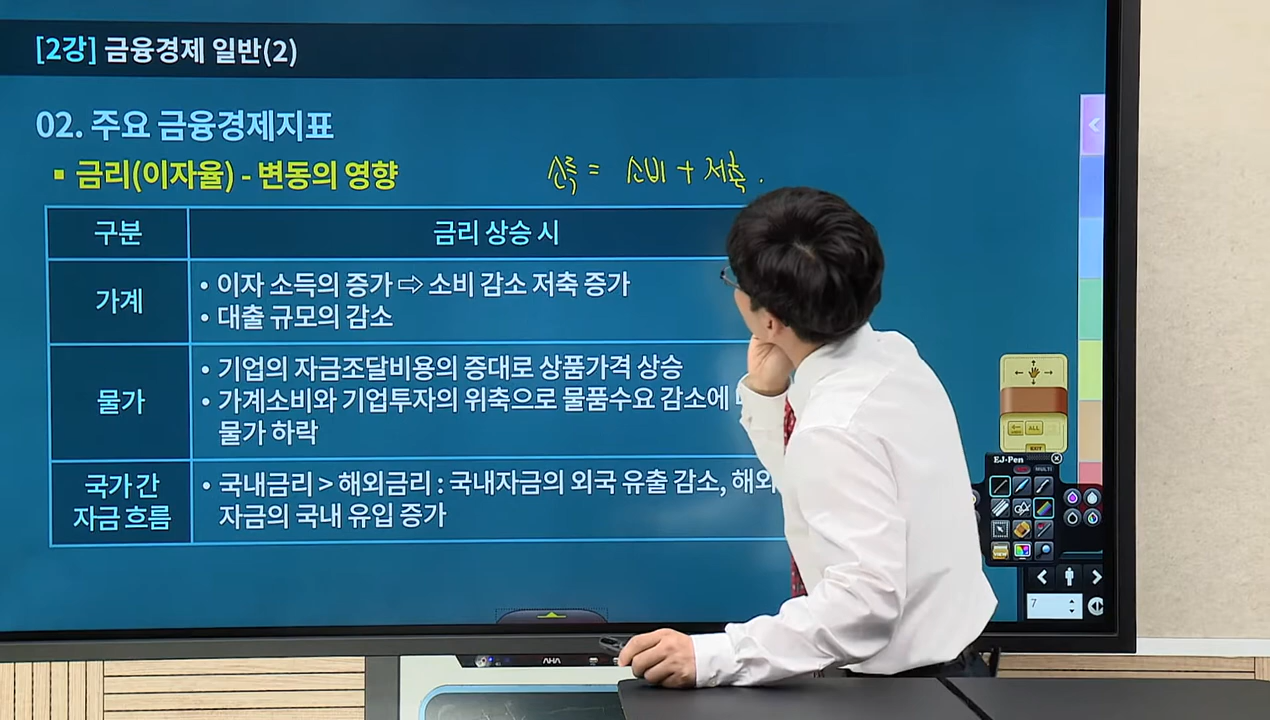 [2강] 금융경제 일반(2)
02. 주요 금융경제지표
▪ 금리(이자율) - 변동의 영향
소득 = 소비 + 저축.
구분
금리 상승 시
가계
• 이자 소득의 증가 ⇨ 소비 감소 저축 증가
• 대출 규모의 감소
물가
• 기업의 자금조달비용의 증대로 상품가격 상승
• 가계소비와 기업투자의 위축으로 물품수요 감소에
물가 하락
국가 간
자금 흐름
• 국내금리 > 해외금리 : 국내자금의 외국 유출 감소, 해외
자금의 국내 유입 증가
ALL
EXIT
EJ-Pen
MULTI
VIEW
7
AHA